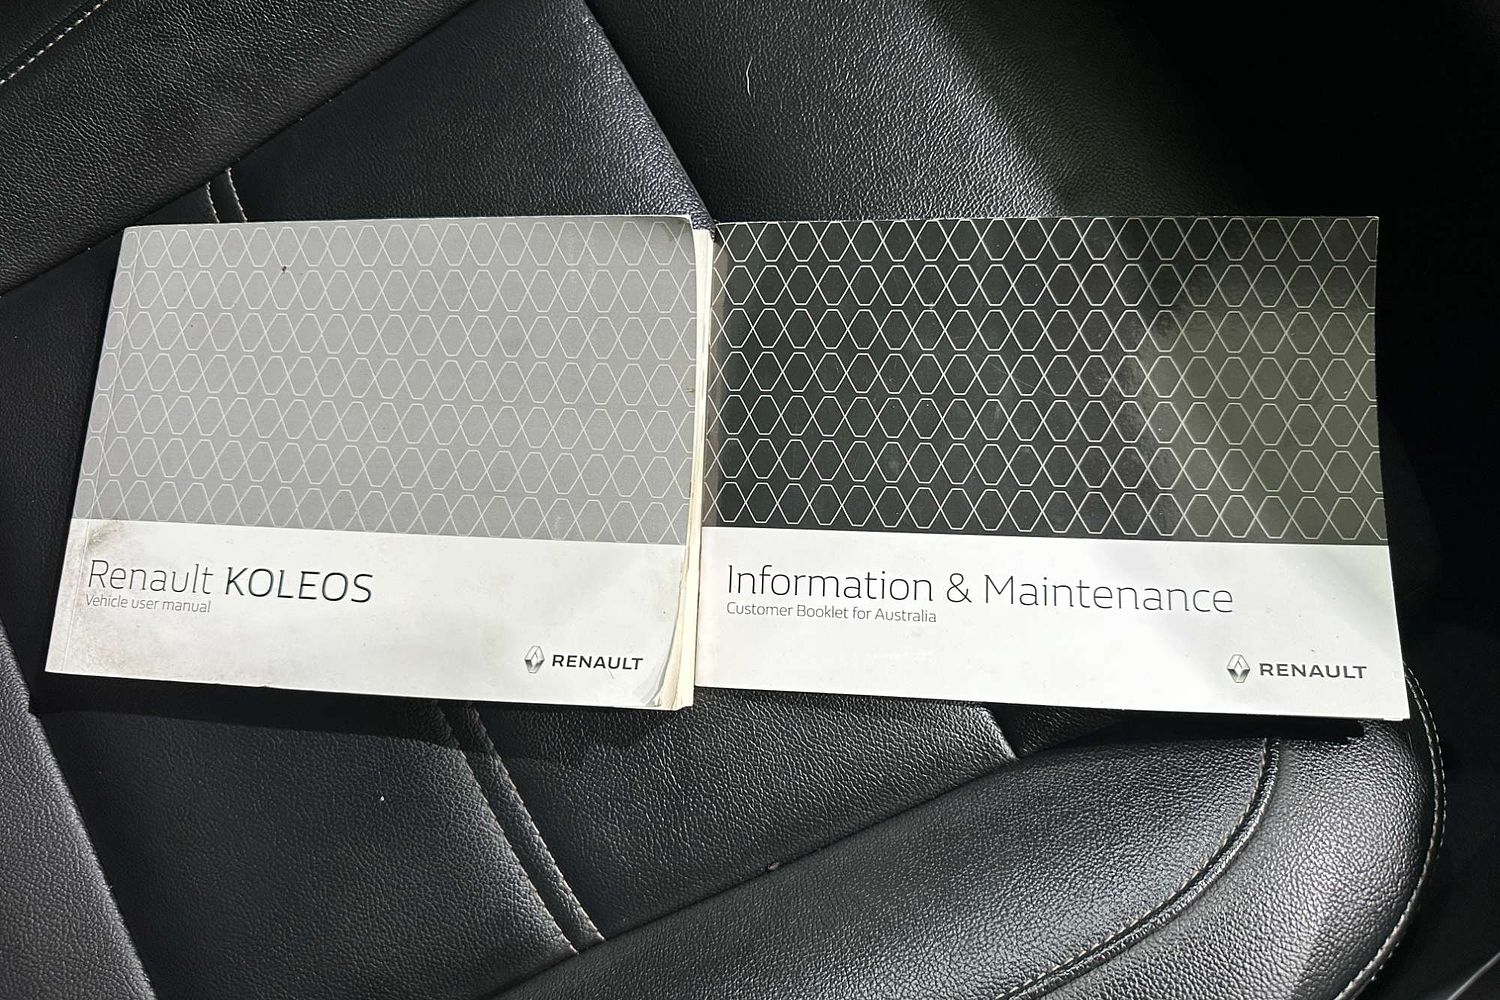 Renault KOLEOS
Vehicle user manual
RENAULT
Information & Maintenance
Customer Booklet for Australia
RENAULT